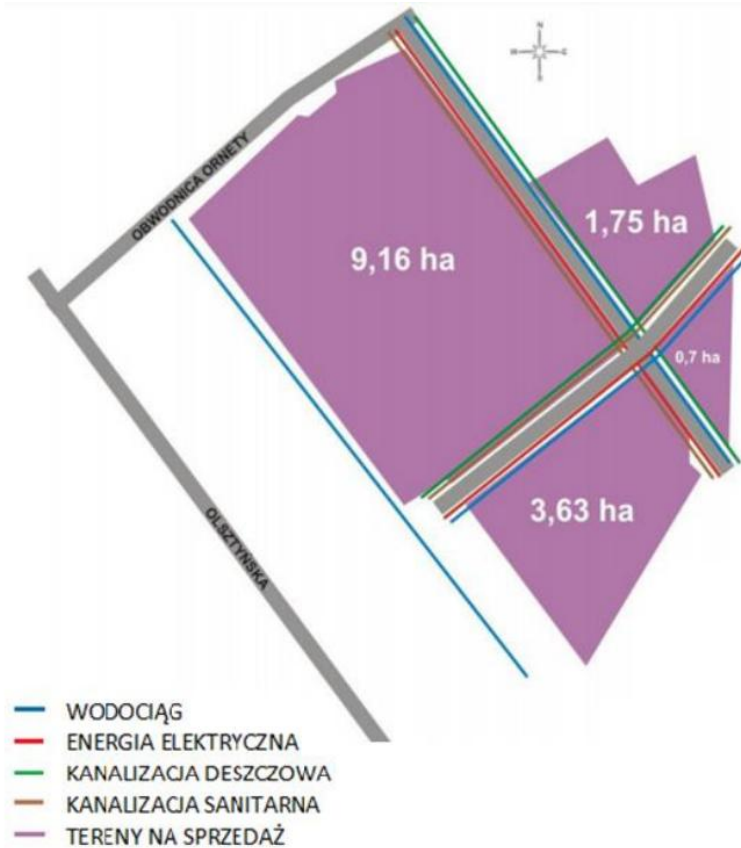 N
S
OBWODNICA ORNETY
1,75 ha
9,16 ha
0,7 ha
3,63 ha
OLSZTYŃSKA
WODOCIĄG
ENERGIA ELEKTRYCZNA
KANALIZACJA DESZCZOWA
KANALIZACJA SANITARNA
TERENY NA SPRZEDAŻ